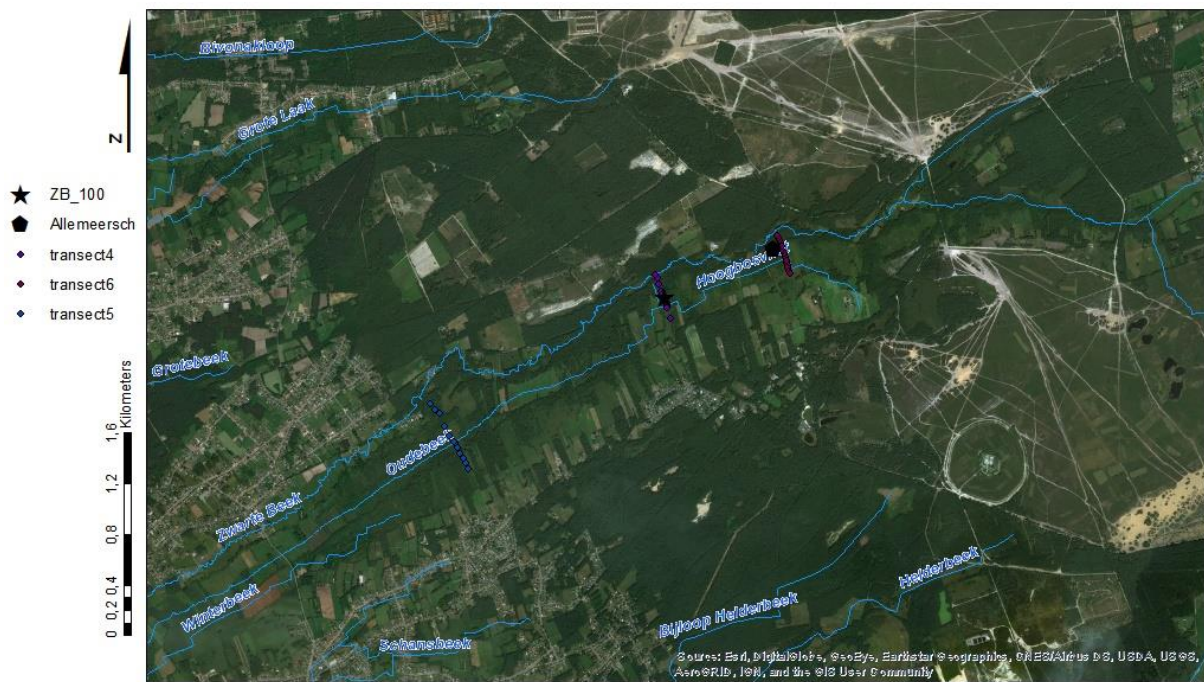 N
ZB_100
Allemeersch
transect4
transect6
transect5
Kilometers
0 0,2 0,4 0,8 1,2 1,6
Grote Laak
Grotebeek
Oudebeek
Zwarte Beek
Winterbeek
Schansbeek
Bijloop Helderbeek
Helderbeek
Source: Esri, DigitalGlobe, GeoEye, Earthstar Geographics, CNES/Airbus DS, USDA, USGS,
AeroGRID, IGN, and the GIS User Community